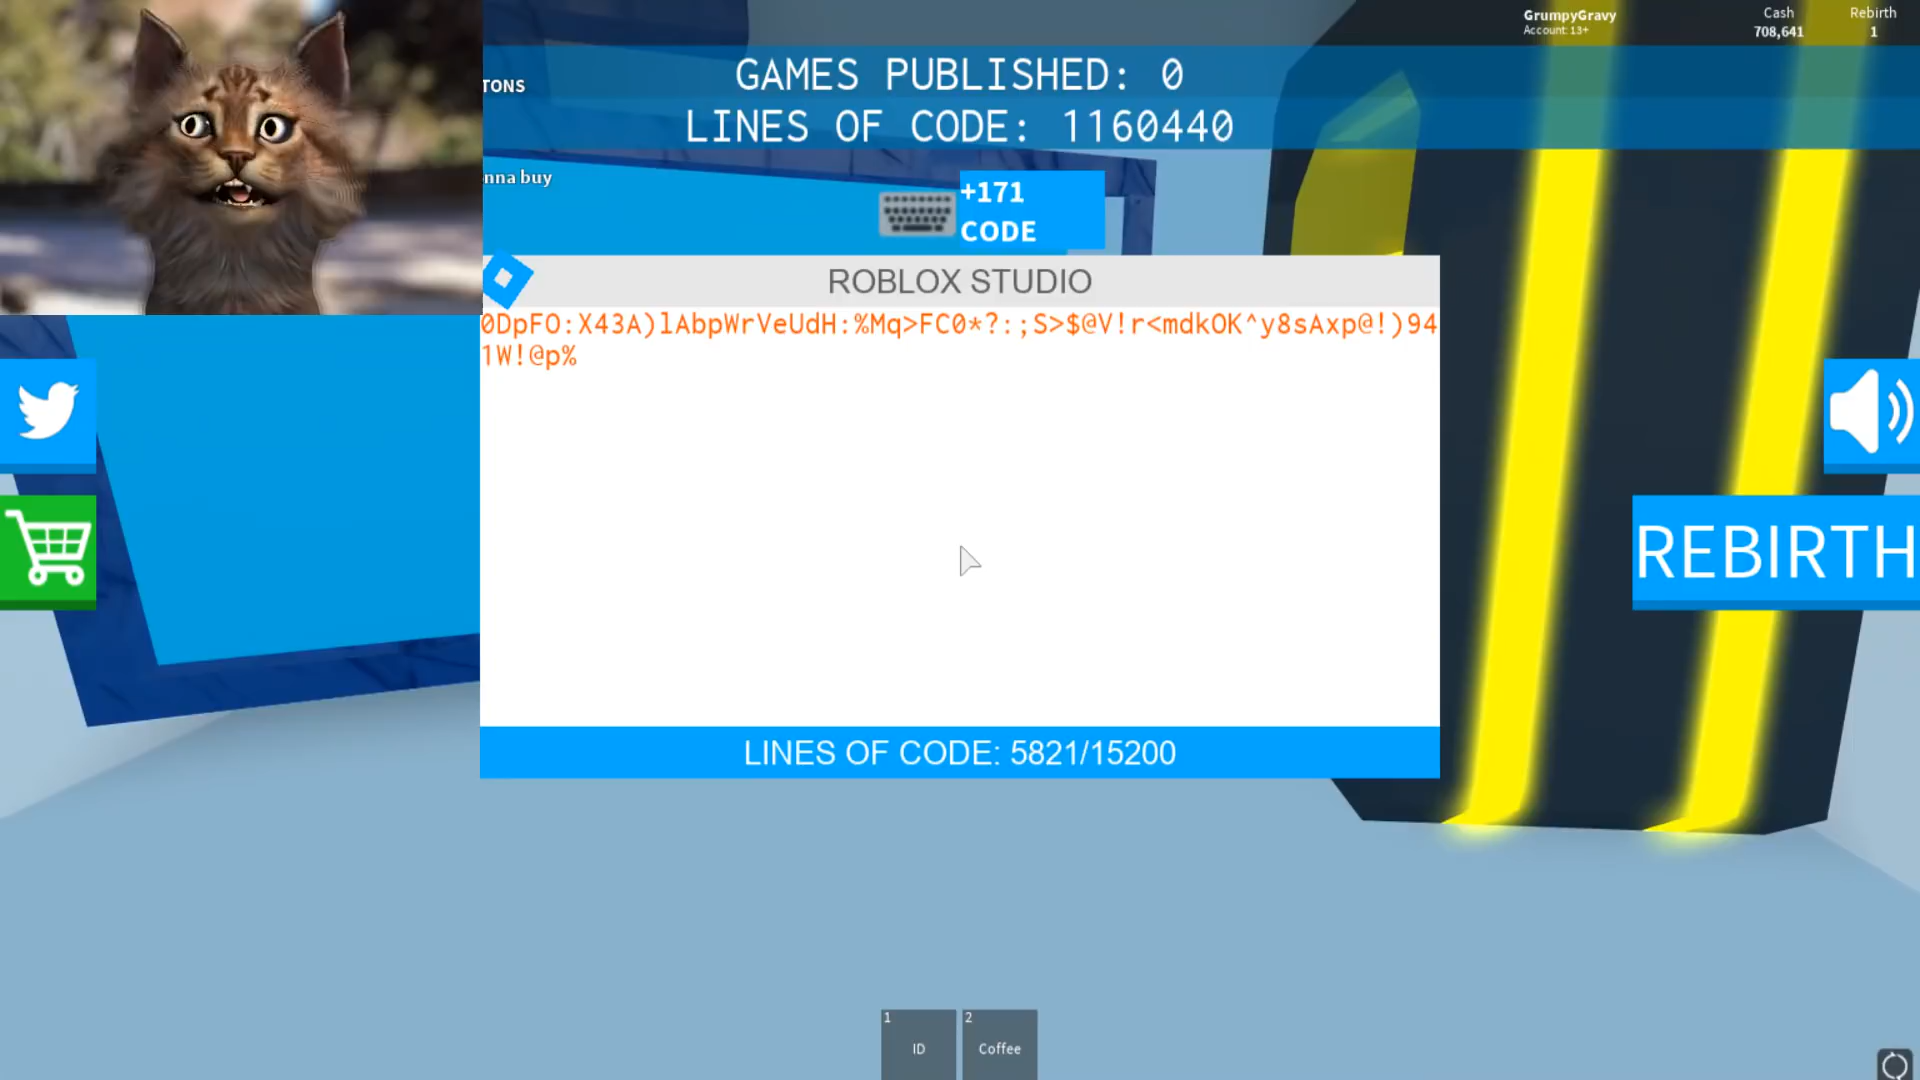 GrumpyGravy
Account: 13+
Cash
708,641
Rebirth
1
TONS
GAMES PUBLISHED: 0
LINES OF CODE: 1160440
nna buy
+171
CODE
ROBLOX STUDIO
0DpFO:X43A)lAbpWrVeUdH:%Mq>FC0*?:;S>$@V!r<mdkOK^y8sAxp@!)94
1W!@p%
REBIRTH
LINES OF CODE: 5821/15200
1
ID
2
Coffee